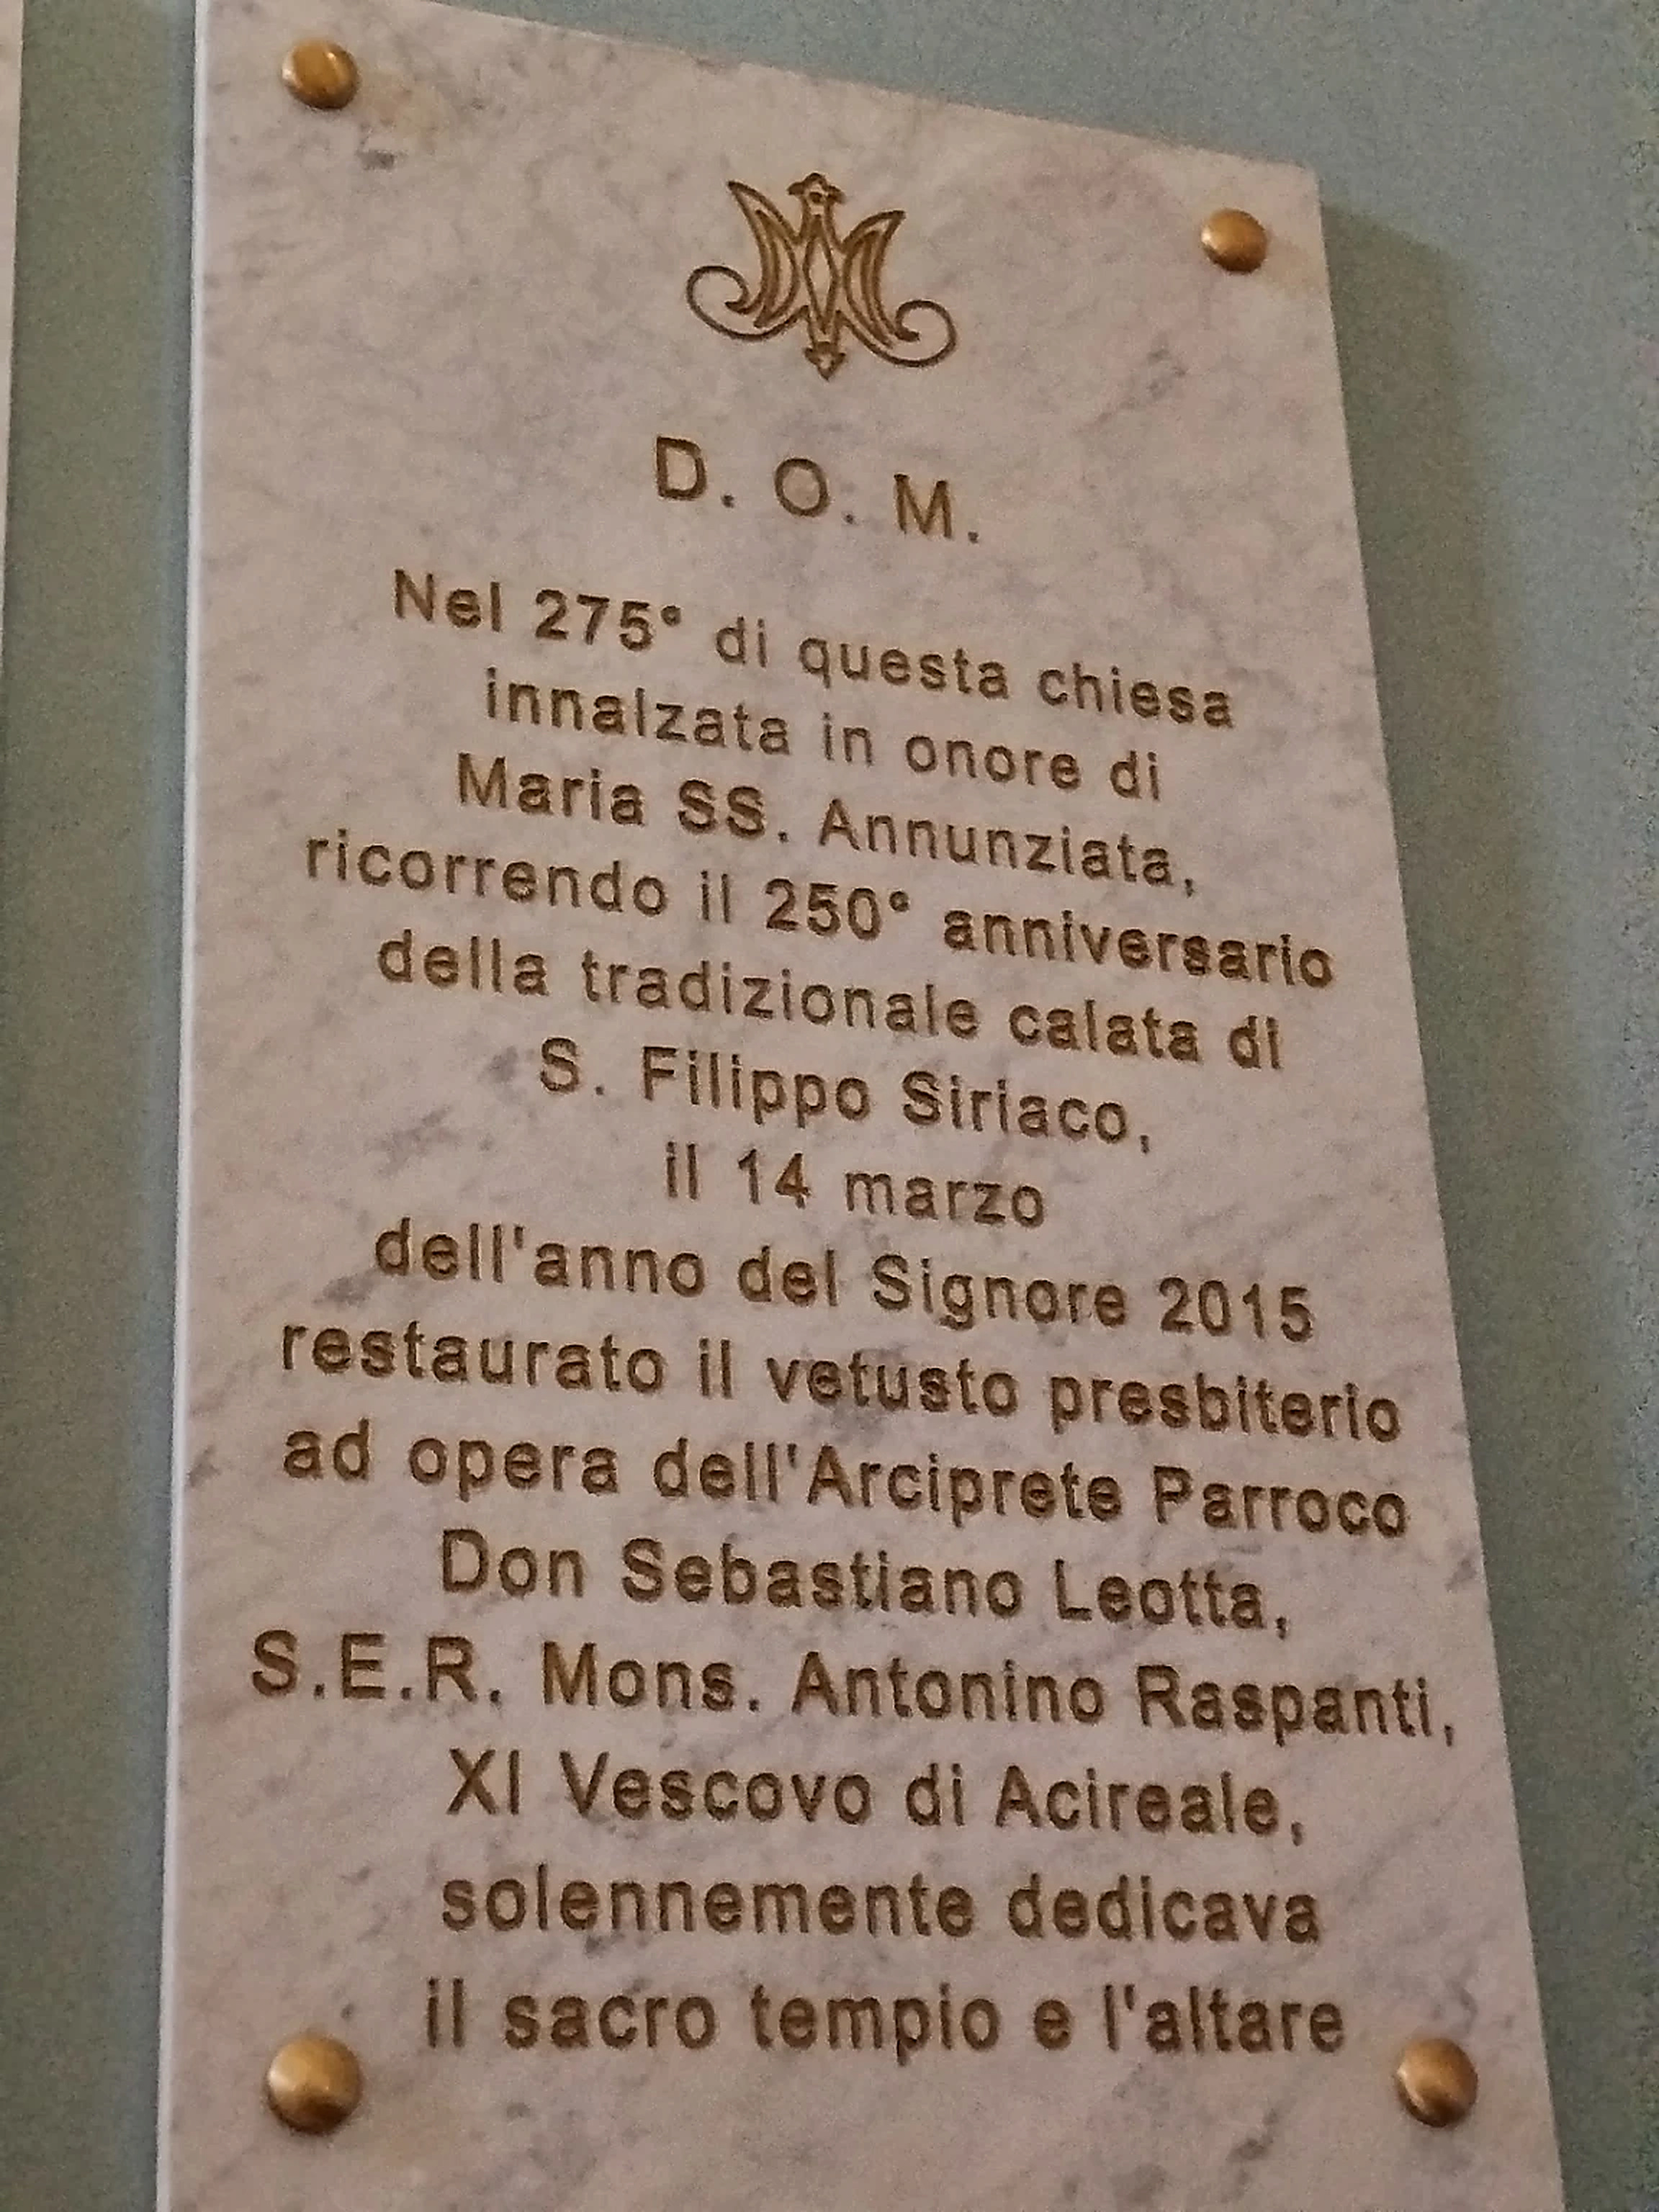 D. O. M.
Nel 275° di questa chiesa
innalzata in onore di
Maria SS. Annunziata,
ricorrendo il 250° anniversario
della tradizionale calata di
S. Filippo Siriaco,
il 14 marzo
dell'anno del Signore 2015
restaurato il vetusto presbiterio
ad opera dell'Arciprete Parroco
Don Sebastiano Leotta,
S.E.R. Mons. Antonino Raspanti,
XI Vescovo di Acireale,
solennemente dedicava
il sacro tempio e l'altare